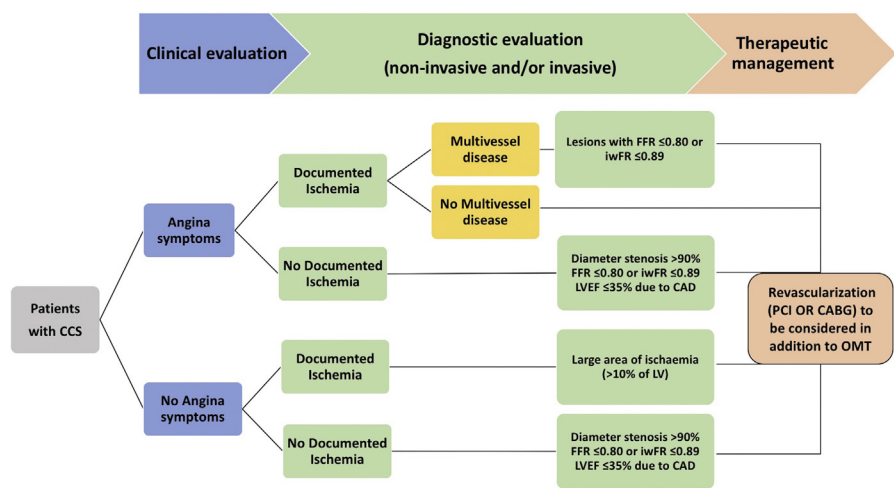 Clinical evaluation
Diagnostic evaluation
(non-invasive and/or invasive)
Therapeutic
management
Patients
with CCS
Angina
symptoms
Documented
Ischemia
Multivessel
disease
Lesions with FFR ≤0.80 or
iwFR ≤0.89
No Multivessel
disease
No Documented
Ischemia
Diameter stenosis >90%
FFR ≤0.80 or iwFR ≤0.89
LVEF ≤35% due to CAD
No Angina
symptoms
Documented
Ischemia
Large area of ischaemia
(>10% of LV)
No Documented
Ischemia
Diameter stenosis >90%
FFR ≤0.80 or iwFR ≤0.89
LVEF ≤35% due to CAD
Revascularization
(PCI OR CABG) to
be considered in
addition to OMT